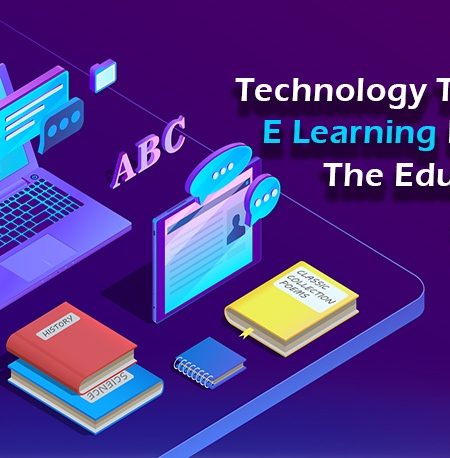 Technology T
E Learning
The Edu
ABC
CLASSIC
COLLECTION
POEMS
HISTORY
SCIENCE